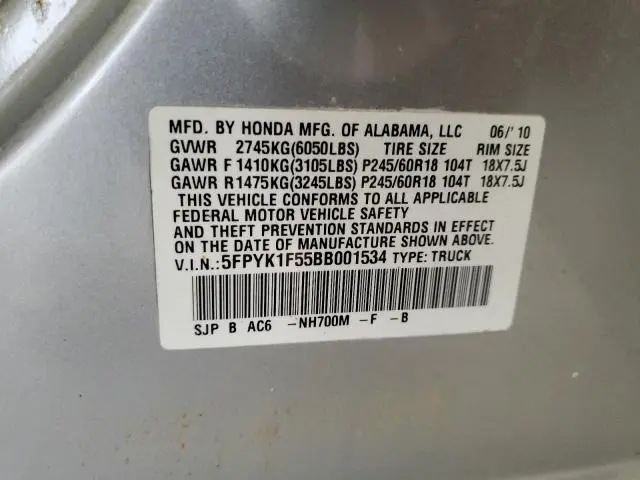 MFD. BY HONDA MFG. OF ALABAMA, LLC 06/'10
GVWR 2745KG(6050LBS) TIRE SIZE RIM SIZE
GAWR F 1410KG(3105LBS) P245/60R18 104T 18X7.5J
GAWR R1475KG(3245LBS) P245/60R18 104T 18X7.5J
THIS VEHICLE CONFORMS TO ALL APPLICABLE
FEDERAL MOTOR VEHICLE SAFETY
AND THEFT PREVENTION STANDARDS IN EFFECT
ON THE DATE OF MANUFACTURE SHOWN ABOVE.
V.I.N.:5FPYK1F55BB001534 TYPE: TRUCK
SJP B AC6 -NH700M -F -B